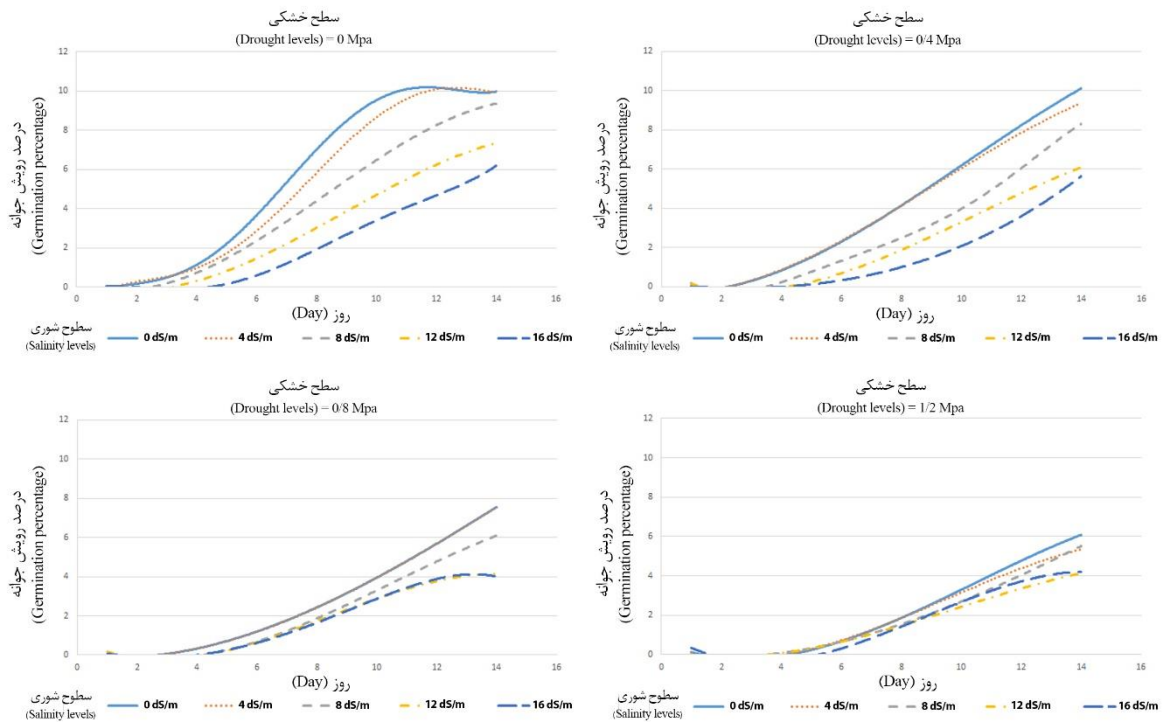 سطح خشکی
(Drought levels) = 0 Mpa
12
10
8
6
4
2
0
درصد رویش جوانه
(Germination percentage)
0 2 4 6 8 10 12 14 16
روز (Day)
سطوح شوری
(Salinity levels)
0 dS/m 4 dS/m 8 dS/m 12 dS/m 16 dS/m
سطح خشکی
(Drought levels) = 0/4 Mpa
12
10
8
6
4
2
0
درصد رویش جوانه
(Germination percentage)
0 2 4 6 8 10 12 14 16
روز (Day)
سطوح شوری
(Salinity levels)
0 dS/m 4 dS/m 8 dS/m 12 dS/m 16 dS/m
سطح خشکی
(Drought levels) = 0/8 Mpa
12
10
8
6
4
2
0
درصد رویش جوانه
(Germination percentage)
0 2 4 6 8 10 12 14 16
روز (Day)
سطوح شوری
(Salinity levels)
0 dS/m 4 dS/m 8 dS/m 12 dS/m 16 dS/m
سطح خشکی
(Drought levels) = 1/2 Mpa
12
10
8
6
4
2
0
درصد رویش جوانه
(Germination percentage)
0 2 4 6 8 10 12 14 16
روز (Day)
سطوح شوری
(Salinity levels)
0 dS/m 4 dS/m 8 dS/m 12 dS/m 16 dS/m